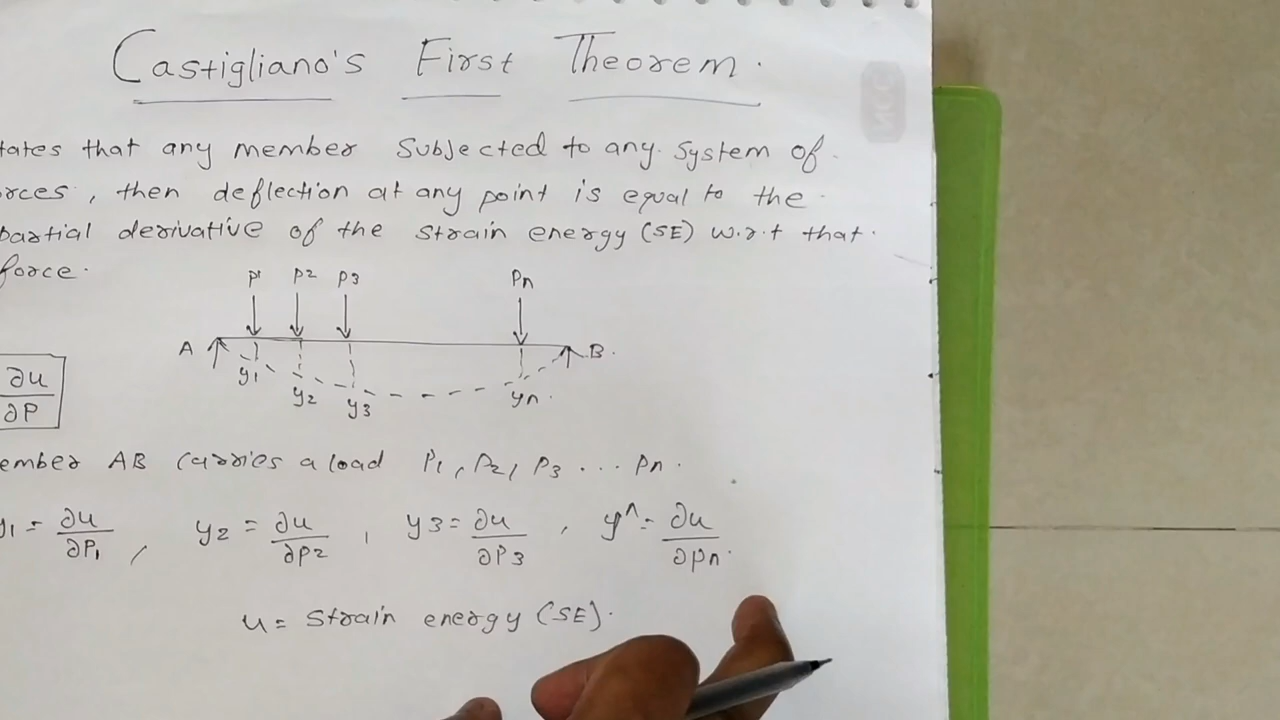 Castigliano's First Theorem.
tates that any member subjected to any system of
orces, then deflection at any point is equal to the
partial derivative of the strain energy (SE) w.r.t that
force.
P1 P2 P3 Pn
A B.
y1 y2 y3 yn.
∂u
∂P
ember AB carries a load P1, P2, P3 ... Pn.
y1 = ∂u/∂P1, y2 = ∂u/∂P2, y3 = ∂u/∂P3, y^n = ∂u/∂Pn.
u = Strain energy (SE).